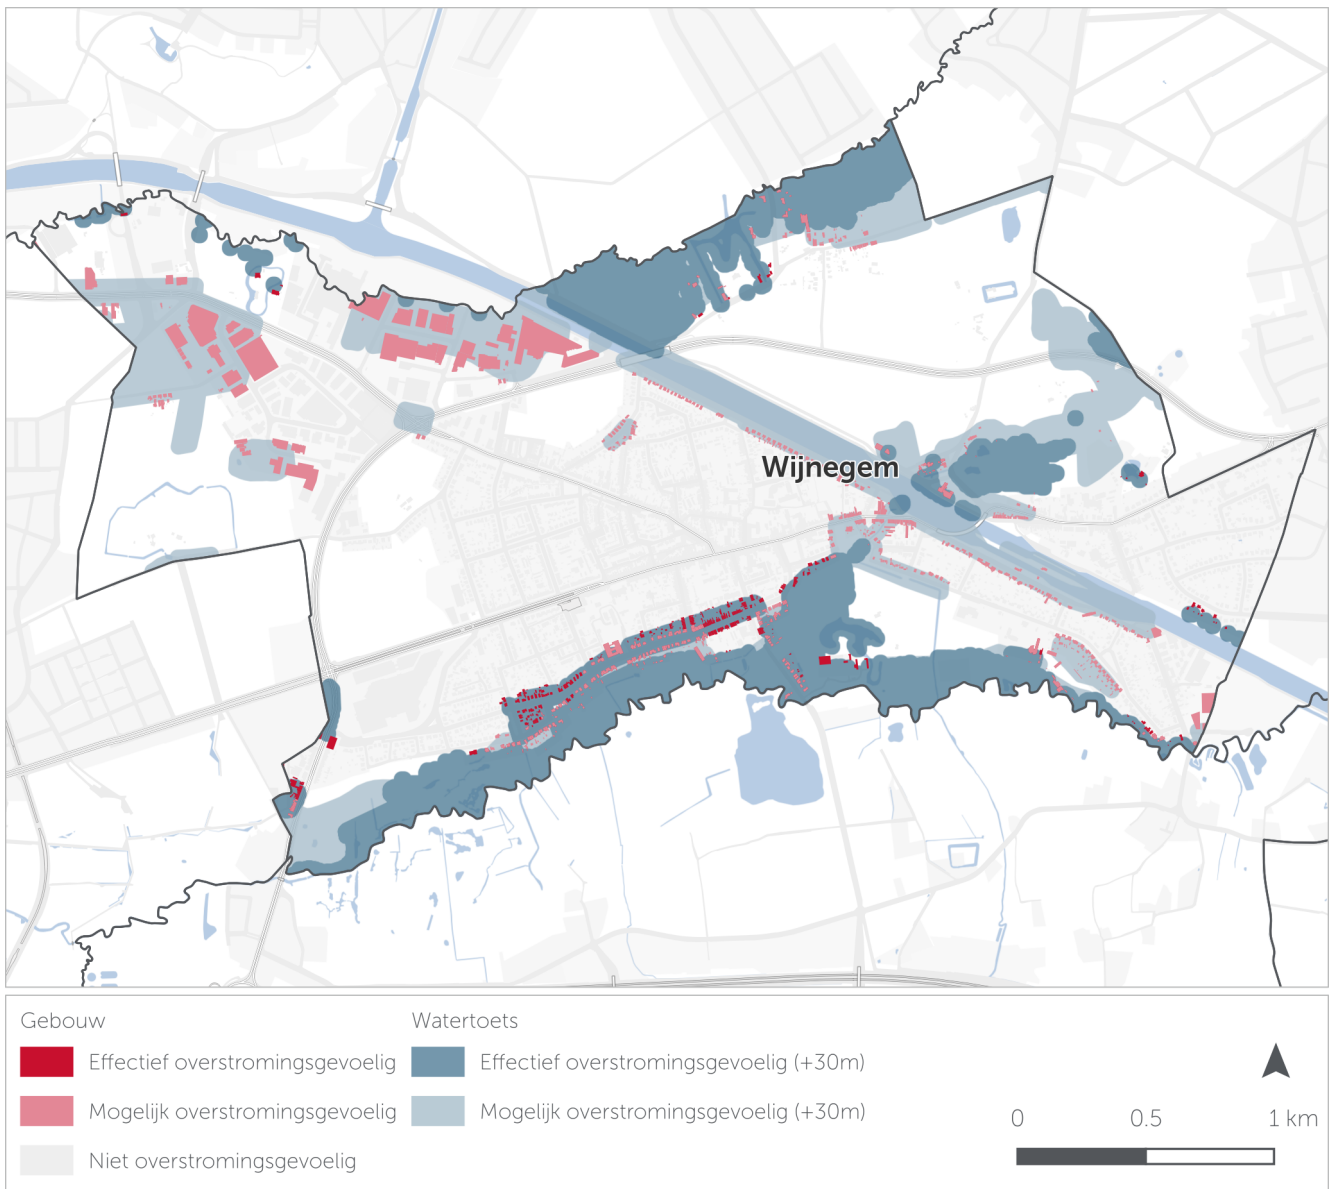 Wijnegem
Gebouw
Effectief overstromingsgevoelig
Mogelijk overstromingsgevoelig
Niet overstromingsgevoelig
Watertoets
Effectief overstromingsgevoelig (+30m)
Mogelijk overstromingsgevoelig (+30m)
0 0.5 1 km